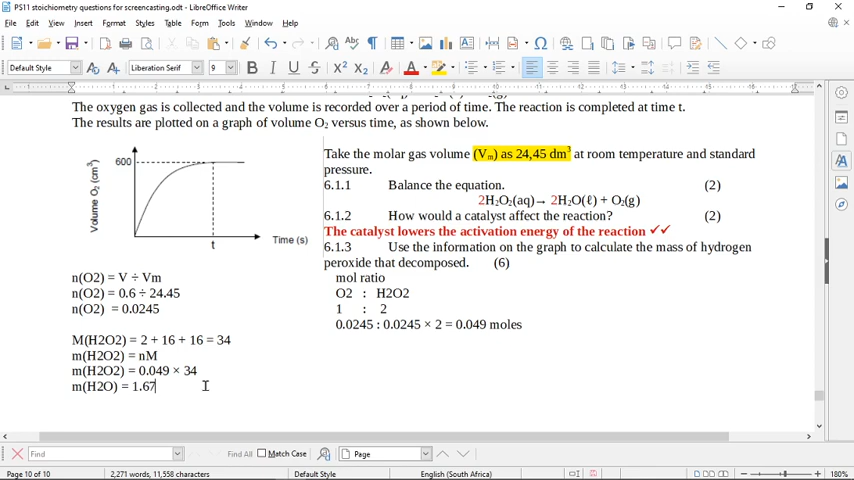 PS11 stoichiometry questions for screencasting.odt - LibreOffice Writer
File Edit View Insert Format Styles Table Form Tools Window Help
Default Style Liberation Serif 9
The oxygen gas is collected and the volume is recorded over a period of time. The reaction is completed at time t.
The results are plotted on a graph of volume O₂ versus time, as shown below.
600
Volume O₂ (cm³)
t
Time (s)
Take the molar gas volume (Vₘ) as 24,45 dm³ at room temperature and standard
pressure.
6.1.1 Balance the equation. (2)
2H₂O₂(aq)→ 2H₂O(ℓ) + O₂(g)
6.1.2 How would a catalyst affect the reaction? (2)
The catalyst lowers the activation energy of the reaction ✓✓
6.1.3 Use the information on the graph to calculate the mass of hydrogen
peroxide that decomposed. (6)
mol ratio
O2 : H2O2
1 : 2
0.0245 : 0.0245 × 2 = 0.049 moles
n(O2) = V ÷ Vm
n(O2) = 0.6 ÷ 24.45
n(O2) = 0.0245
M(H2O2) = 2 + 16 + 16 = 34
m(H2O2) = nM
m(H2O2) = 0.049 × 34
m(H2O) = 1.67
Find Find All Match Case Page
Page 10 of 10 2,271 words, 11,558 characters Default Style English (South Africa) 180%